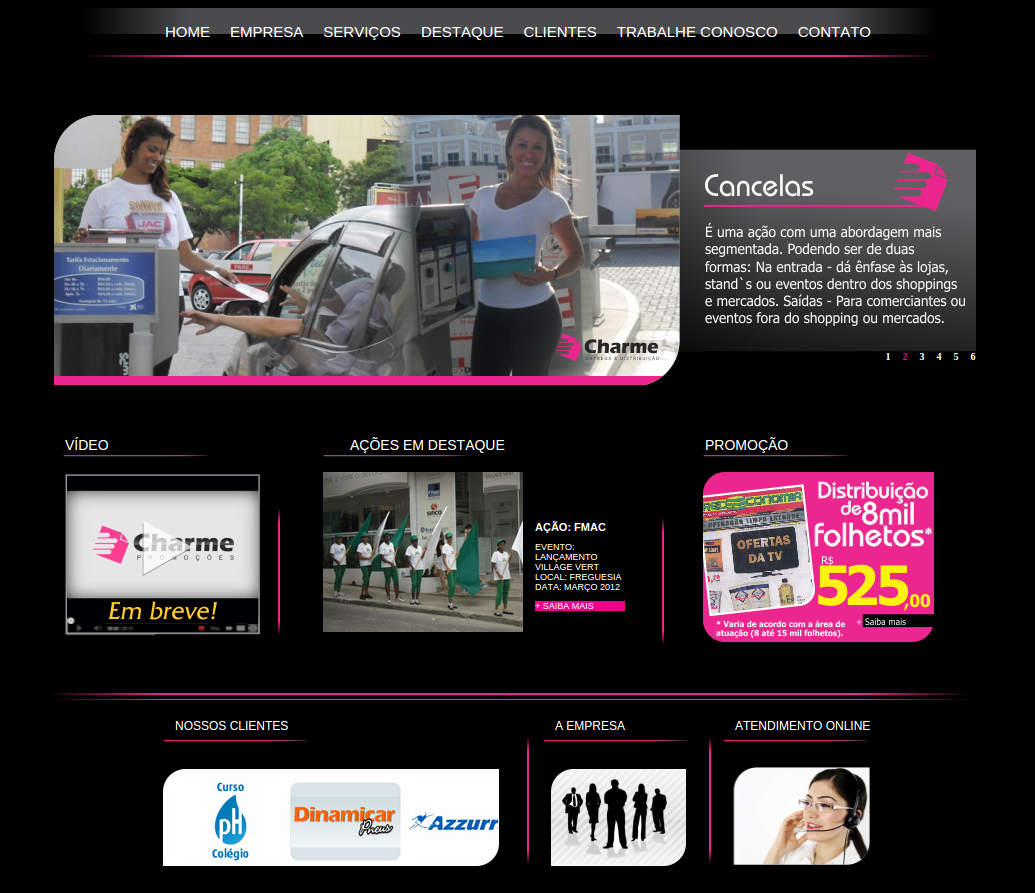 HOME EMPRESA SERVIÇOS DESTAQUE CLIENTES TRABALHE CONOSCO CONTATO
JAC
Tarifa Estacionamento
Diariamente
PARE
Charme
ENTREGA & DISTRIBUIÇÃO
Cancelas
É uma ação com uma abordagem mais
segmentada. Podendo ser de duas
formas: Na entrada - dá ênfase às lojas,
stand`s ou eventos dentro dos shoppings
e mercados. Saídas - Para comerciantes ou
eventos fora do shopping ou mercados.
1 2 3 4 5 6
VÍDEO
Charme
PROMOÇÕES
Em breve!
AÇÕES EM DESTAQUE
AÇÃO: FMAC
EVENTO:
LANÇAMENTO
VILLAGE VERT
LOCAL: FREGUESIA
DATA: MARÇO 2012
+ SAIBA MAIS
PROMOÇÃO
Distribuição
de 8mil
folhetos*
OFERTAS
DA TV
R$
525,00
* Varia de acordo com a área de
atuação (8 até 15 mil folhetos).
+ Saiba mais
NOSSOS CLIENTES
Curso
pH
Colégio
Dinamicar
Pneus
Azzurr
A EMPRESA
ATENDIMENTO ONLINE